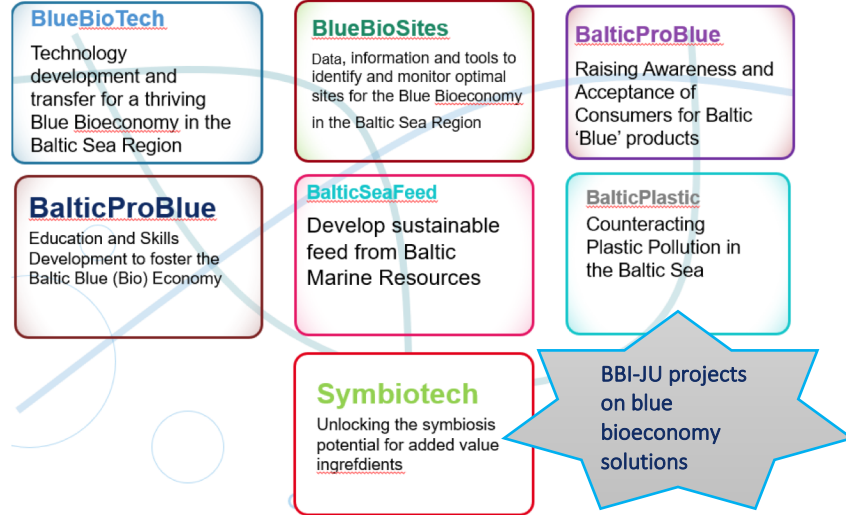 BlueBioTech
Technology
development and
transfer for a thriving
Blue Bioeconomy in the
Baltic Sea Region
BlueBioSites
Data, information and tools to
identify and monitor optimal
sites for the Blue Bioeconomy
in the Baltic Sea Region
BalticProBlue
Raising Awareness and
Acceptance of
Consumers for Baltic
‘Blue’ products
BalticProBlue
Education and Skills
Development to foster the
Baltic Blue (Bio) Economy
BalticSeaFeed
Develop sustainable
feed from Baltic
Marine Resources
BalticPlastic
Counteracting
Plastic Pollution in
the Baltic Sea
Symbiotech
Unlocking the symbiosis
potential for added value
ingrefdients
BBI-JU projects
on blue
bioeconomy
solutions